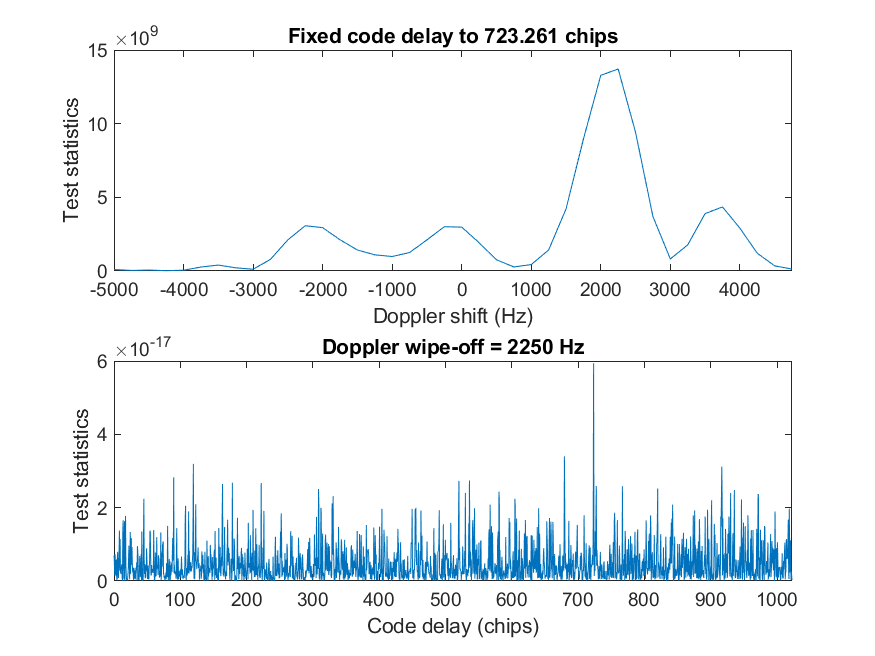 ×10^9
Fixed code delay to 723.261 chips
15
10
5
0
Test statistics
-5000 -4000 -3000 -2000 -1000 0 1000 2000 3000 4000
Doppler shift (Hz)
×10^-17
Doppler wipe-off = 2250 Hz
6
4
2
0
Test statistics
0 100 200 300 400 500 600 700 800 900 1000
Code delay (chips)